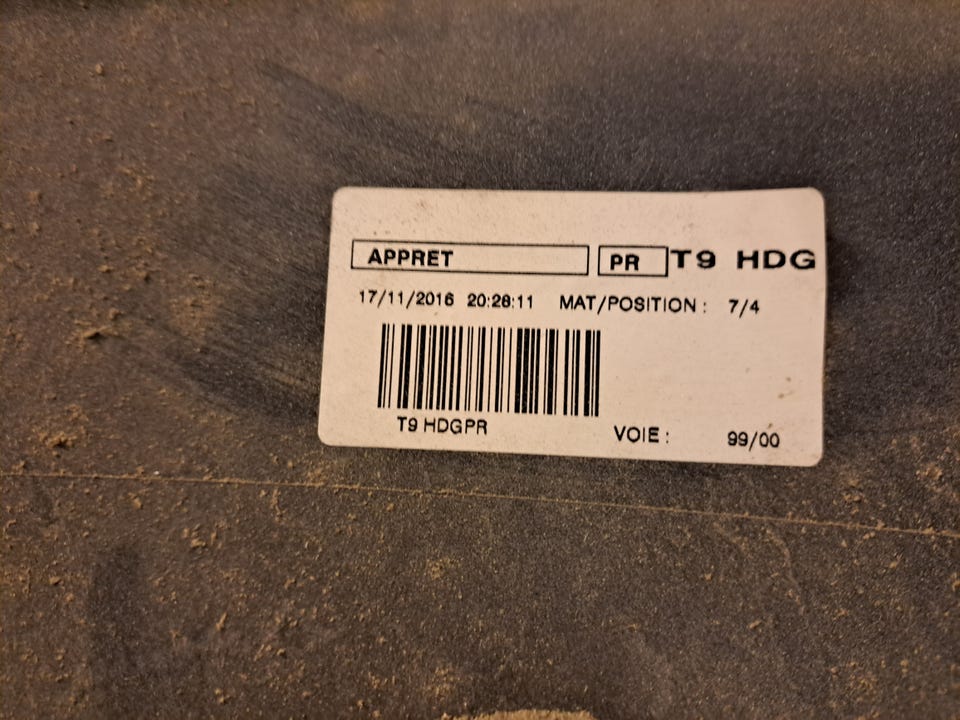 APPRET PR T9 HDG
17/11/2016 20:28:11 MAT/POSITION : 7/4
T9 HDGPR
VOIE : 99/00